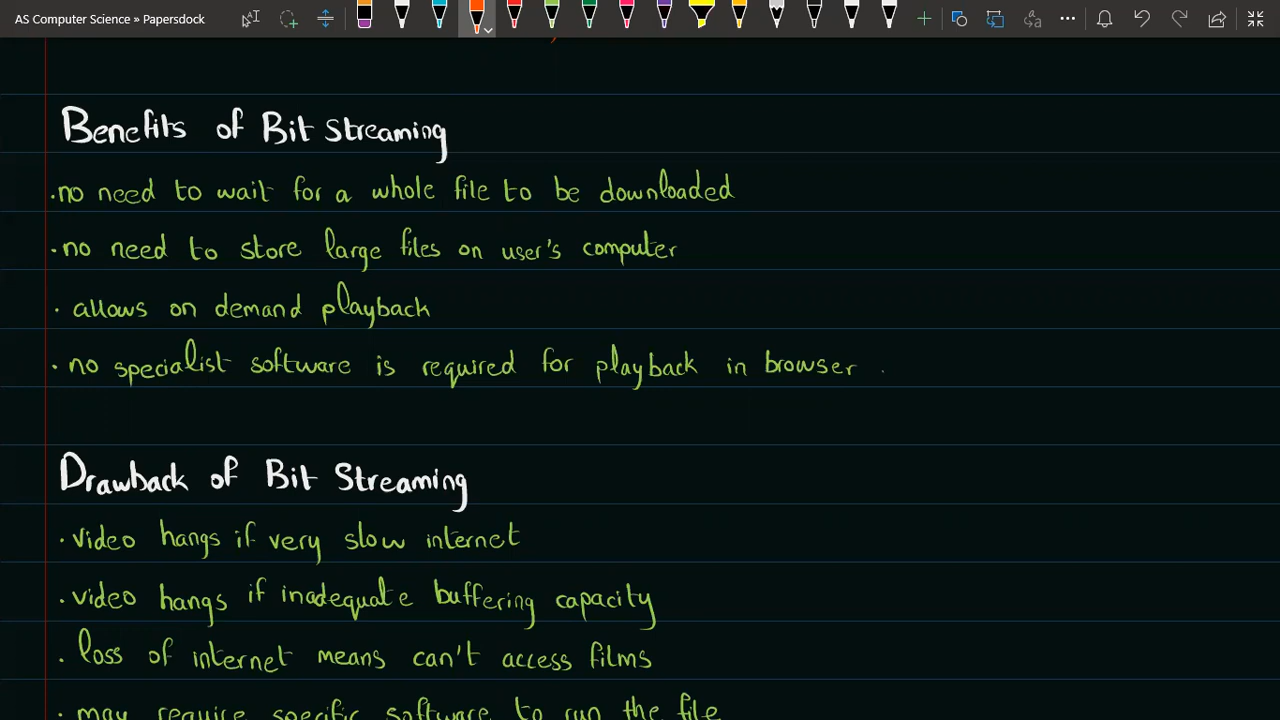 AS Computer Science » Papersdock
Benefits of Bit Streaming
· no need to wait for a whole file to be downloaded
· no need to store large files on user's computer
· allows on demand playback
· no specialist software is required for playback in browser .
Drawback of Bit Streaming
· video hangs if very slow internet
· video hangs if inadequate buffering capacity
· loss of internet means can't access films
· may require specific software to run the file